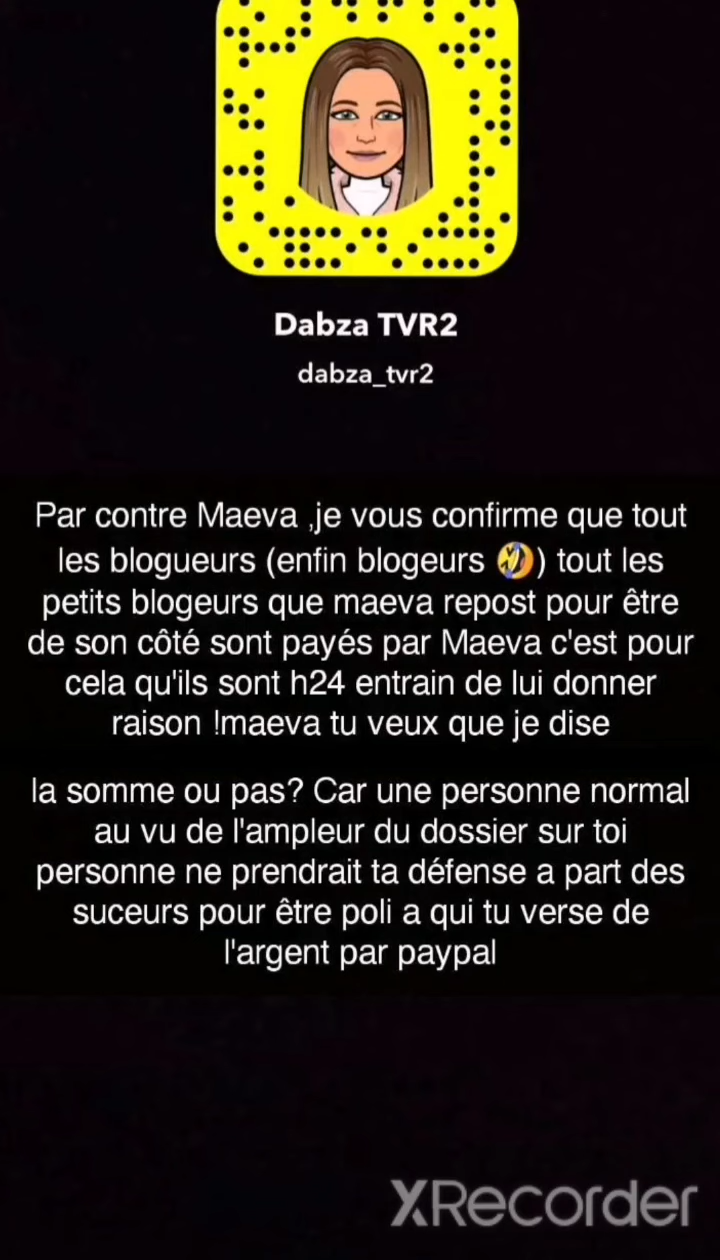 Dabza TVR2
dabza_tvr2
Par contre Maeva ,je vous confirme que tout
les blogueurs (enfin blogeurs 🤣) tout les
petits blogeurs que maeva repost pour être
de son côté sont payés par Maeva c'est pour
cela qu'ils sont h24 entrain de lui donner
raison !maeva tu veux que je dise
la somme ou pas? Car une personne normal
au vu de l'ampleur du dossier sur toi
personne ne prendrait ta défense a part des
suceurs pour être poli a qui tu verse de
l'argent par paypal
XRecorder